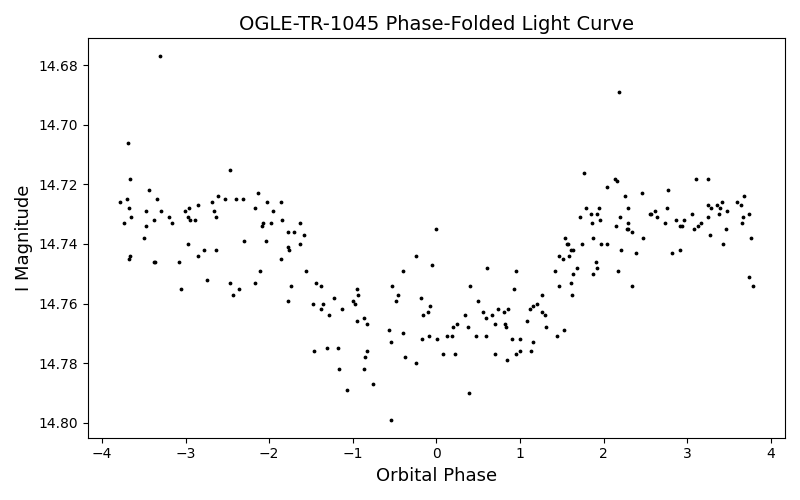 OGLE-TR-1045 Phase-Folded Light Curve
I Magnitude
14.68
14.70
14.72
14.74
14.76
14.78
14.80
−4 −3 −2 −1 0 1 2 3 4
Orbital Phase